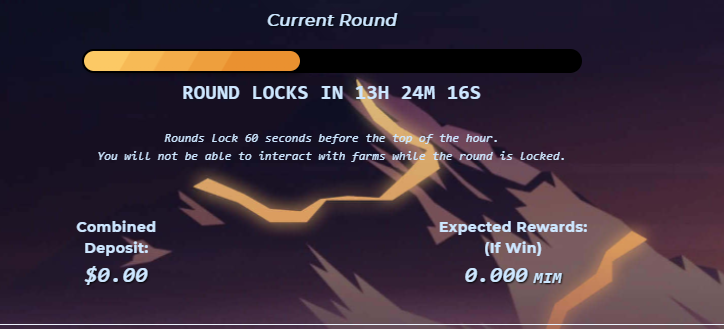 Current Round
ROUND LOCKS IN 13H 24M 16S
Rounds Lock 60 seconds before the top of the hour.
You will not be able to interact with farms while the round is locked.
Combined
Deposit:
$0.00
Expected Rewards:
(If Win)
0.000 MIM